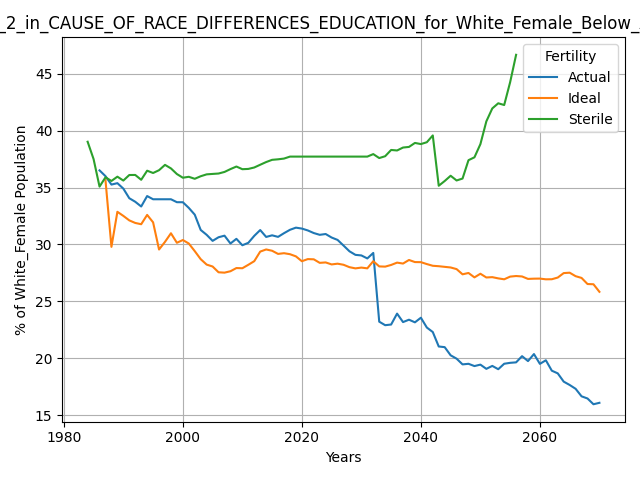 _2_in_CAUSE_OF_RACE_DIFFERENCES_EDUCATION_for_White_Female_Below_
Fertility
Actual
Ideal
Sterile
% of White_Female Population
45
40
35
30
25
20
15
1980
2000
2020
2040
2060
Years